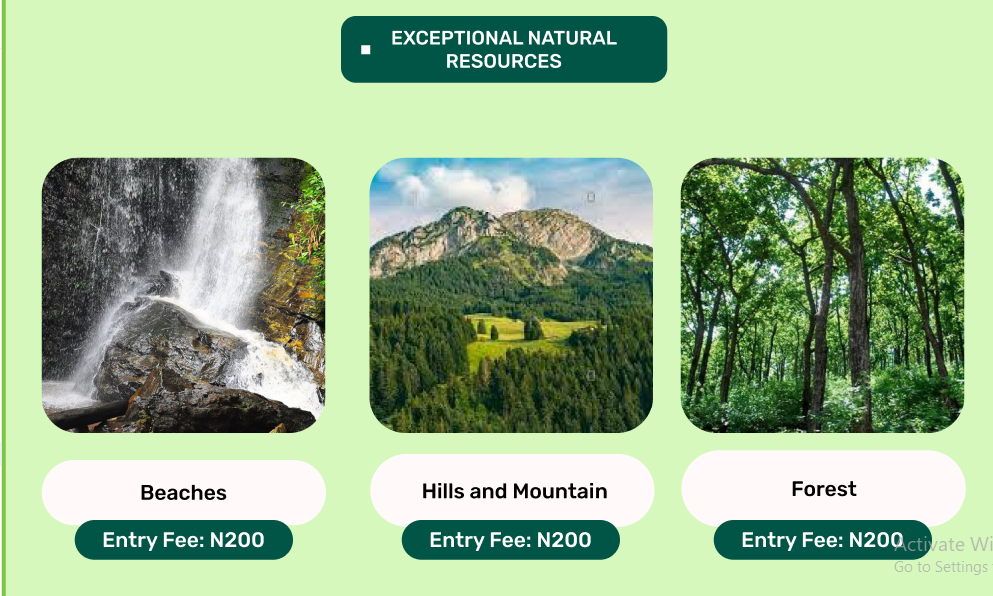 EXCEPTIONAL NATURAL
RESOURCES
Beaches
Hills and Mountain
Forest
Entry Fee: N200
Entry Fee: N200
Entry Fee: N200
Activate Wi
Go to Settings